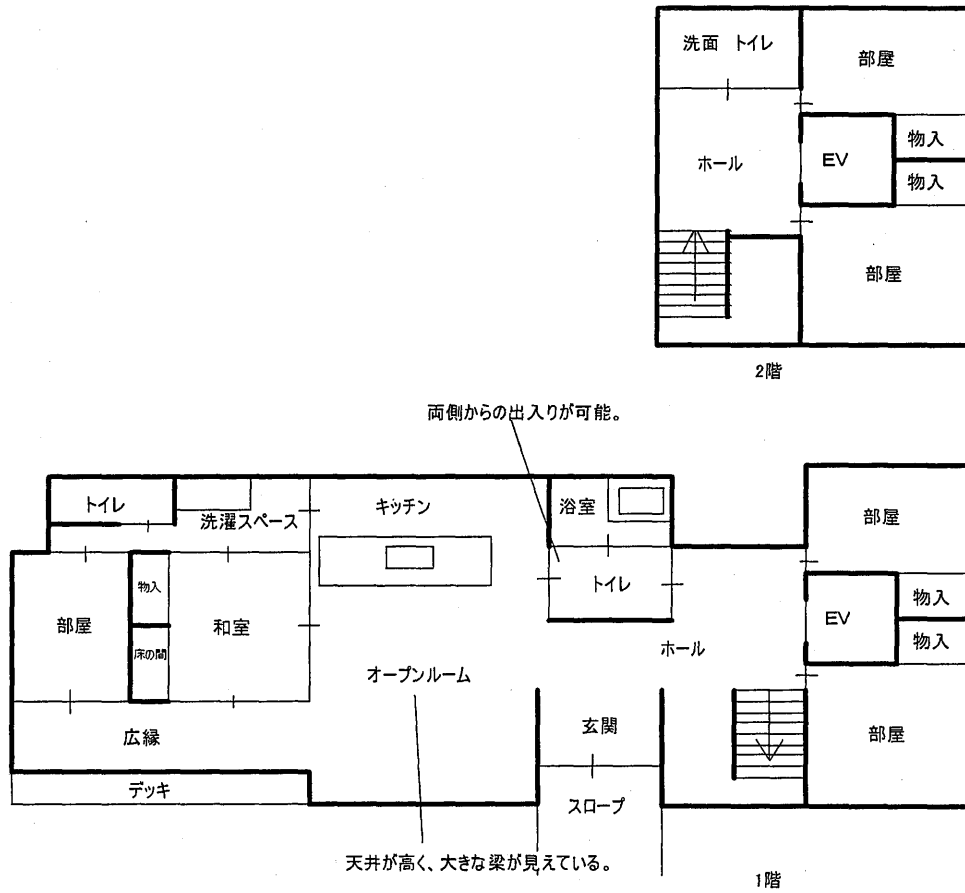 洗面 トイレ
部屋
ホール
EV
物入
物入
部屋
2階
両側からの出入りが可能。
トイレ
洗濯スペース
キッチン
浴室
部屋
物入
部屋
和室
床の間
トイレ
EV
物入
物入
ホール
オープンルーム
広縁
玄関
部屋
デッキ
スロープ
天井が高く、大きな梁が見えている。
1階